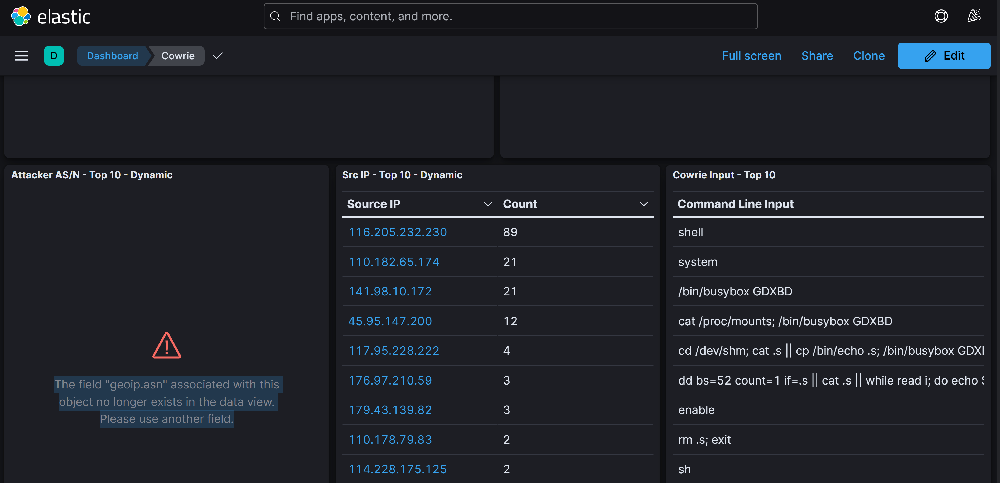 elastic
Find apps, content, and more.
D
Dashboard
Cowrie
Full screen
Share
Clone
Edit
Attacker AS/N - Top 10 - Dynamic
The field "geoip.asn" associated with this
object no longer exists in the data view.
Please use another field.
Src IP - Top 10 - Dynamic
Source IP Count
116.205.232.230 89
110.182.65.174 21
141.98.10.172 21
45.95.147.200 12
117.95.228.222 4
176.97.210.59 3
179.43.139.82 3
110.178.79.83 2
114.228.175.125 2
Cowrie Input - Top 10
Command Line Input
shell
system
/bin/busybox GDXBD
cat /proc/mounts; /bin/busybox GDXBD
cd /dev/shm; cat .s || cp /bin/echo .s; /bin/busybox
dd bs=52 count=1 if=.s || cat .s || while read i; do echo
enable
rm .s; exit
sh